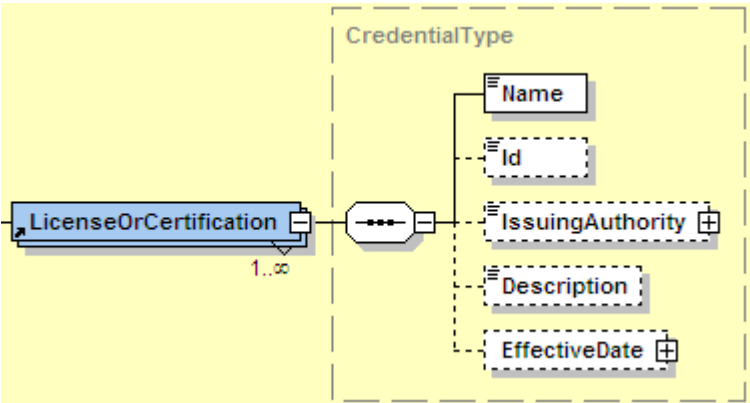 CredentialType
Name
Id
LicenseOrCertification
1..∞
IssuingAuthority
Description
EffectiveDate